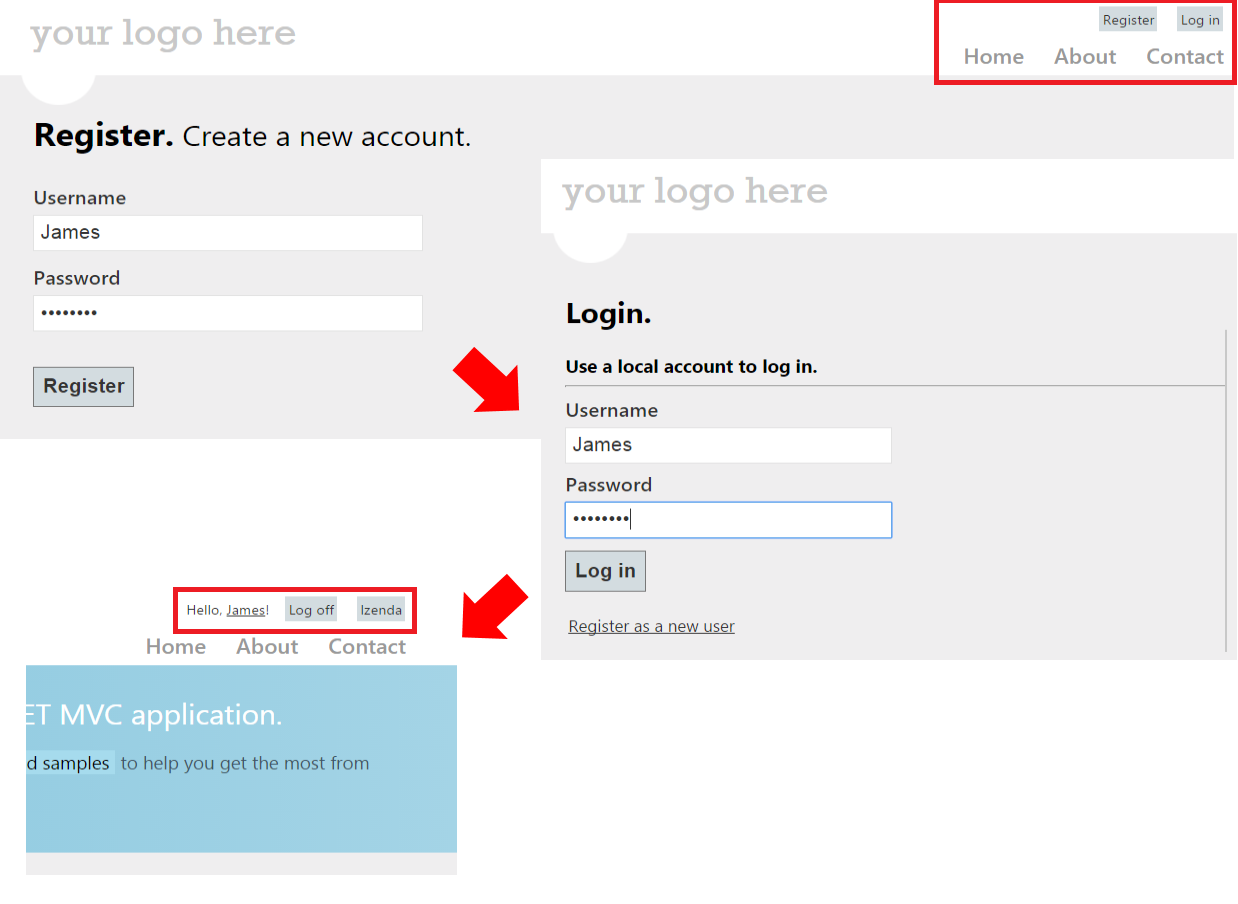 your logo here
Register Log in
Home About Contact
Register. Create a new account.
Username
James
Password
••••••••
Register
your logo here
Login.
Use a local account to log in.
Username
James
Password
••••••••
Log in
Register as a new user
Hello, James! Log off Izenda
Home About Contact
ET MVC application.
d samples to help you get the most from